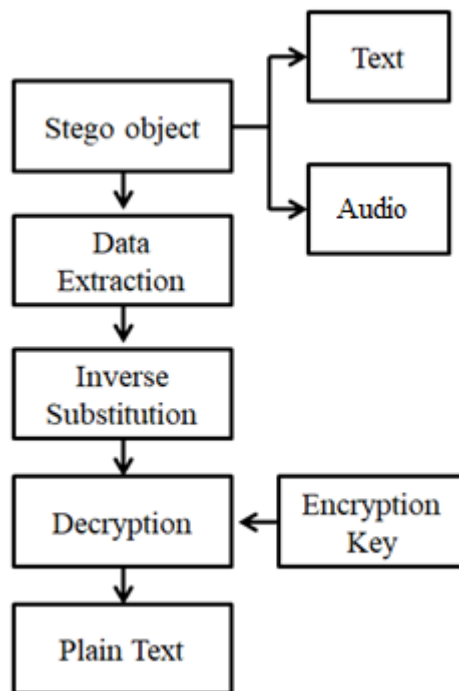 Text
Stego object
Audio
Data
Extraction
Inverse
Substitution
Decryption
Encryption
Key
Plain Text